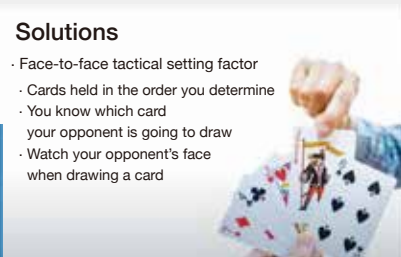 Solutions
· Face-to-face tactical setting factor
· Cards held in the order you determine
· You know which card
your opponent is going to draw
· Watch your opponent's face
when drawing a card